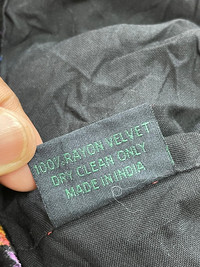 100% RAYON VELVET
DRY CLEAN ONLY
MADE IN INDIA